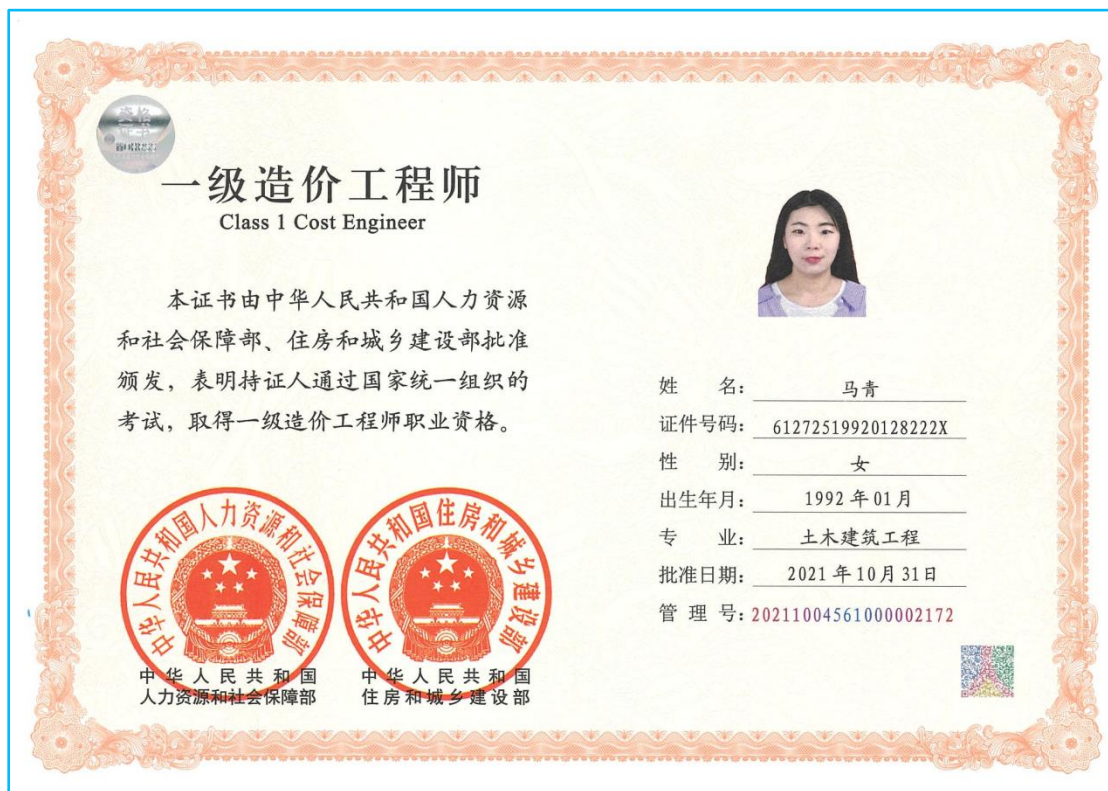 资格
证书
一级造价工程师
Class 1 Cost Engineer
本证书由中华人民共和国人力资源
和社会保障部、住房和城乡建设部批准
颁发，表明持证人通过国家统一组织的
考试，取得一级造价工程师职业资格。
姓 名：马青
证件号码：61272519920128222X
性 别：女
出生年月：1992年01月
专 业：土木建筑工程
批准日期：2021年10月31日
管 理 号：20211004561000002172
中华人民共和国人力资源和社会保障部
中华人民共和国住房和城乡建设部
中华人民共和国
人力资源和社会保障部
中华人民共和国
住房和城乡建设部